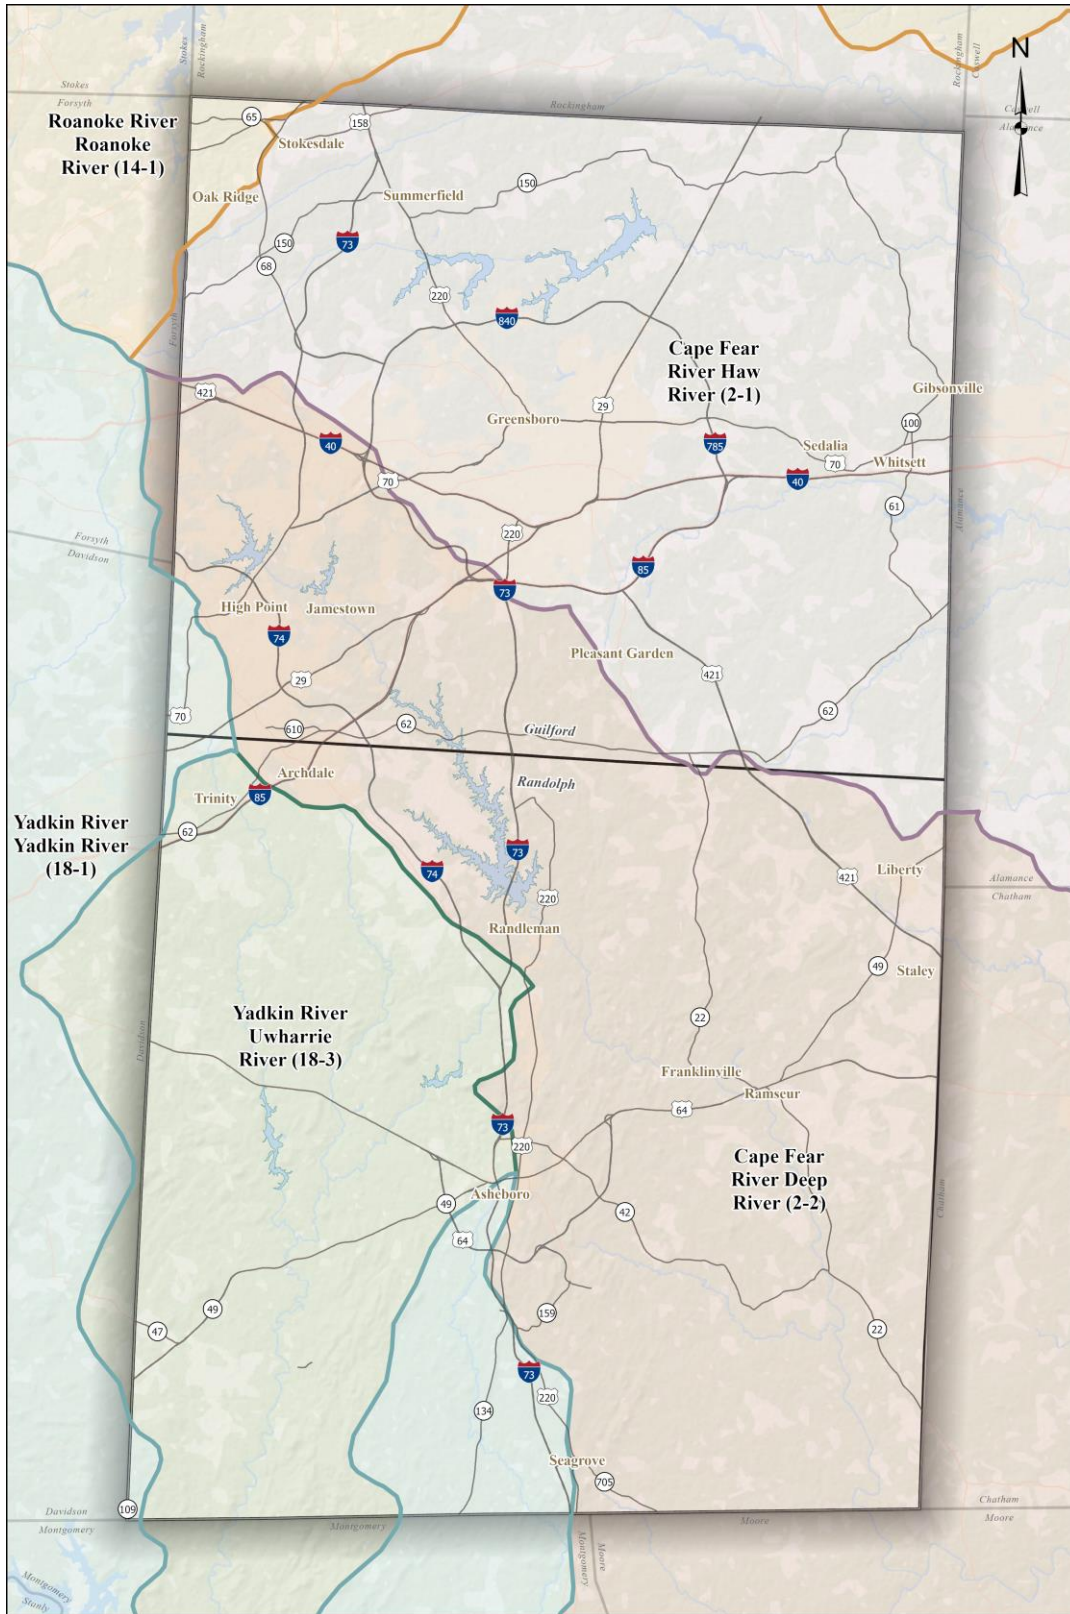 Stokes
Rockingham
Rockingham
Caswell
N
Stokes
Forsyth
Rockingham
Caswell
Alamance
Roanoke River
Roanoke
River (14-1)
65
158
Stokesdale
Oak Ridge
Summerfield
150
150
73
68
220
840
Forsyth
Cape Fear
River Haw
River (2-1)
421
Gibsonville
29
Greensboro
100
40
785
Sedalia
70
Whitsett
70
40
61
220
Alamance
Forsyth
Davidson
85
73
High Point
Jamestown
74
Pleasant Garden
29
421
70
62
610
62
Guilford
Randolph
Archdale
Trinity
85
62
Yadkin River
Yadkin River
(18-1)
73
74
421
Liberty
Alamance
Chatham
220
Randleman
49
Staley
Yadkin River
Uwharrie
River (18-3)
22
Davidson
Franklinville
Ramseur
64
73
220
Cape Fear
River Deep
River (2-2)
Asheboro
49
42
Chatham
64
49
159
47
22
73
220
134
Seagrove
705
109
Davidson
Montgomery
Montgomery
Moore
Chatham
Moore
Montgomery
Moore
Montgomery
Stanly